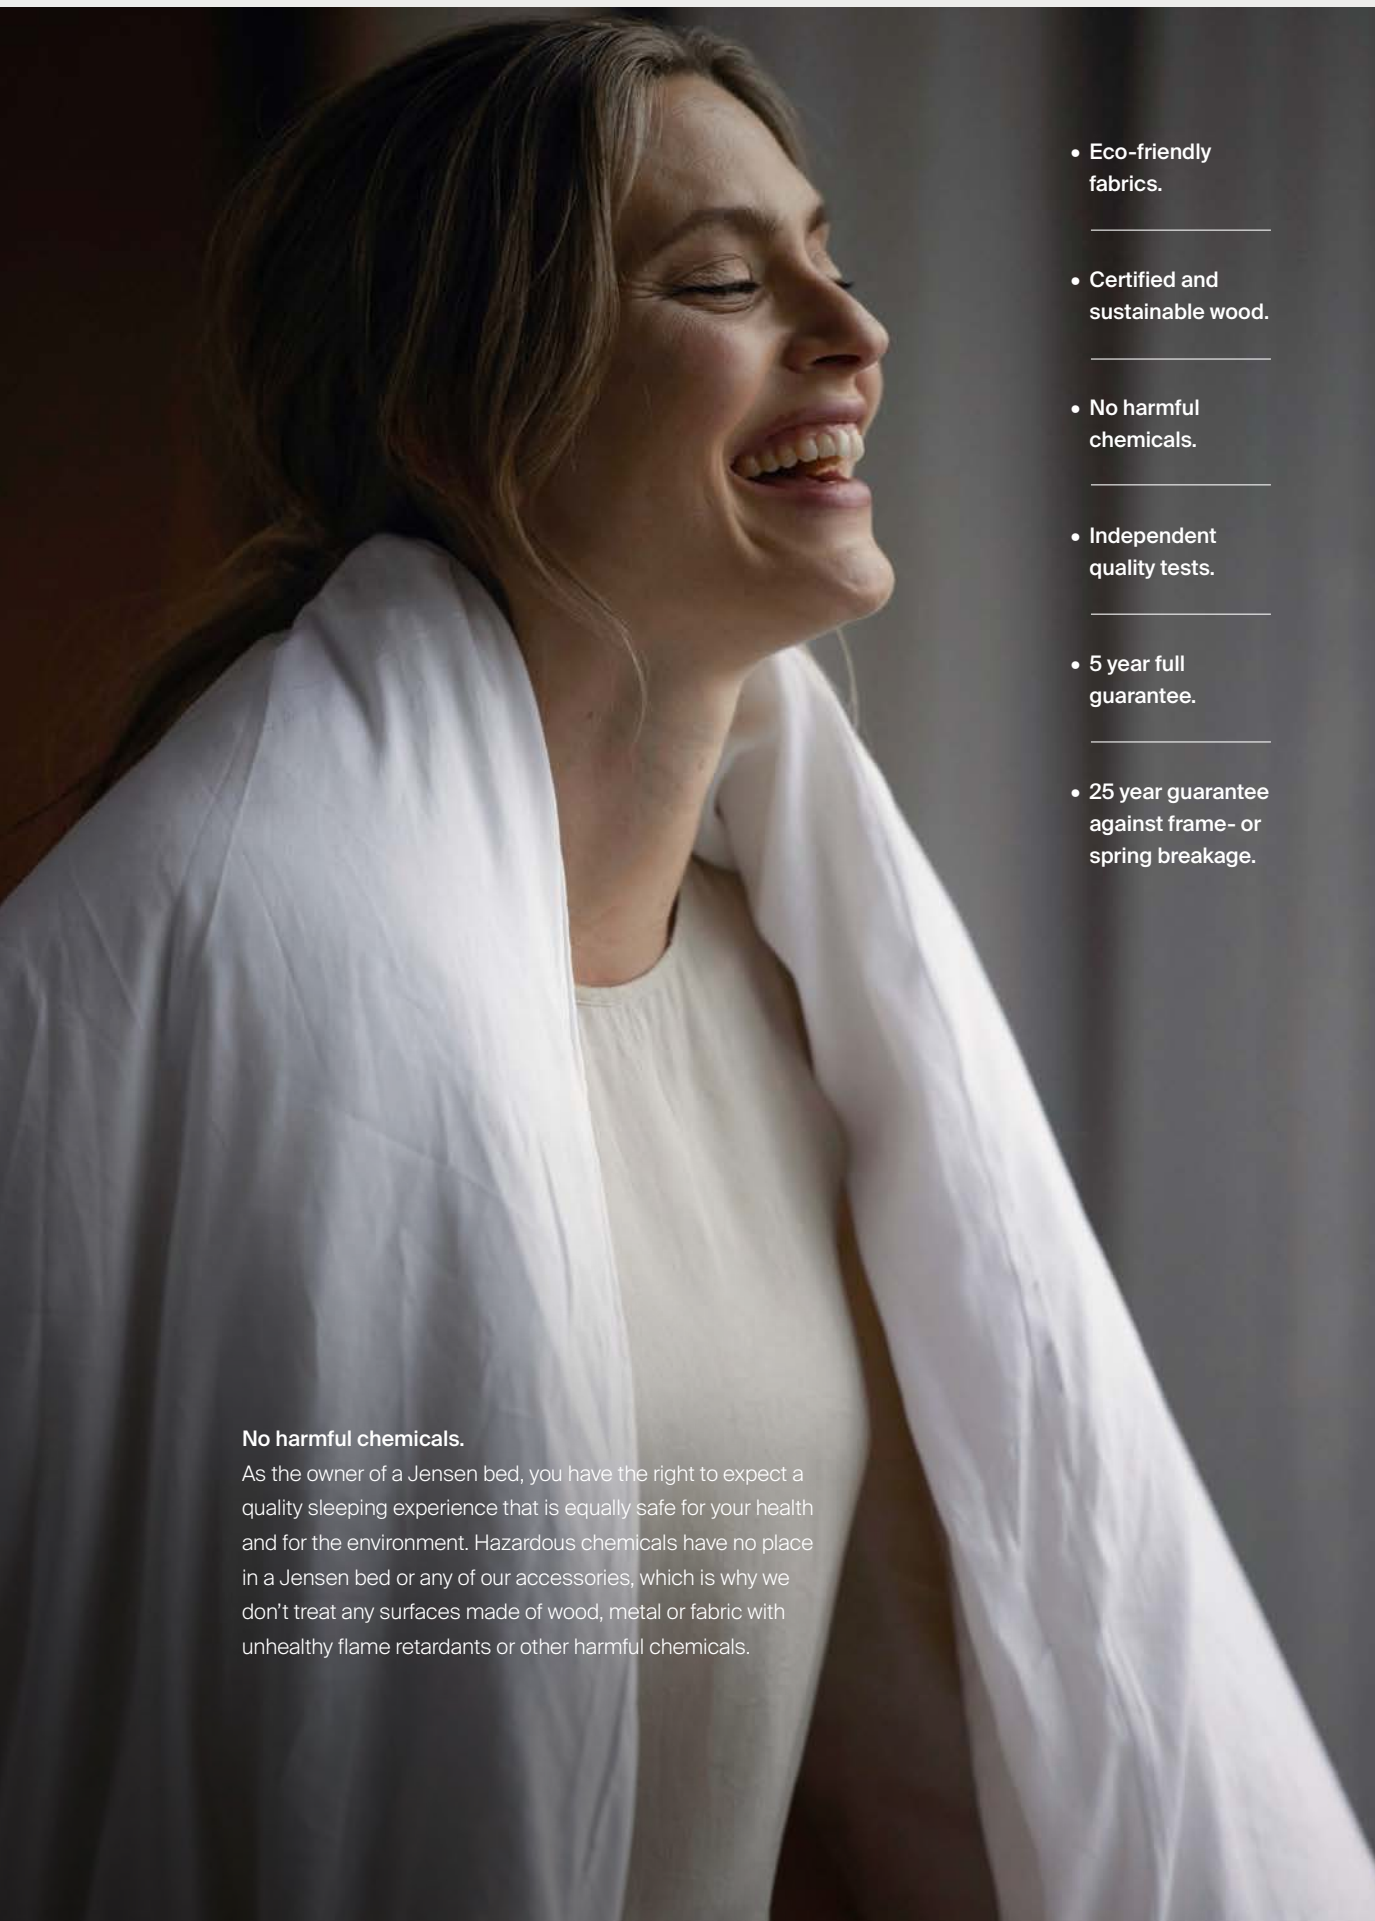 • Eco-friendly
fabrics.
• Certified and
sustainable wood.
• No harmful
chemicals.
• Independent
quality tests.
• 5 year full
guarantee.
• 25 year guarantee
against frame- or
spring breakage.
No harmful chemicals.
As the owner of a Jensen bed, you have the right to expect a
quality sleeping experience that is equally safe for your health
and for the environment. Hazardous chemicals have no place
in a Jensen bed or any of our accessories, which is why we
don't treat any surfaces made of wood, metal or fabric with
unhealthy flame retardants or other harmful chemicals.